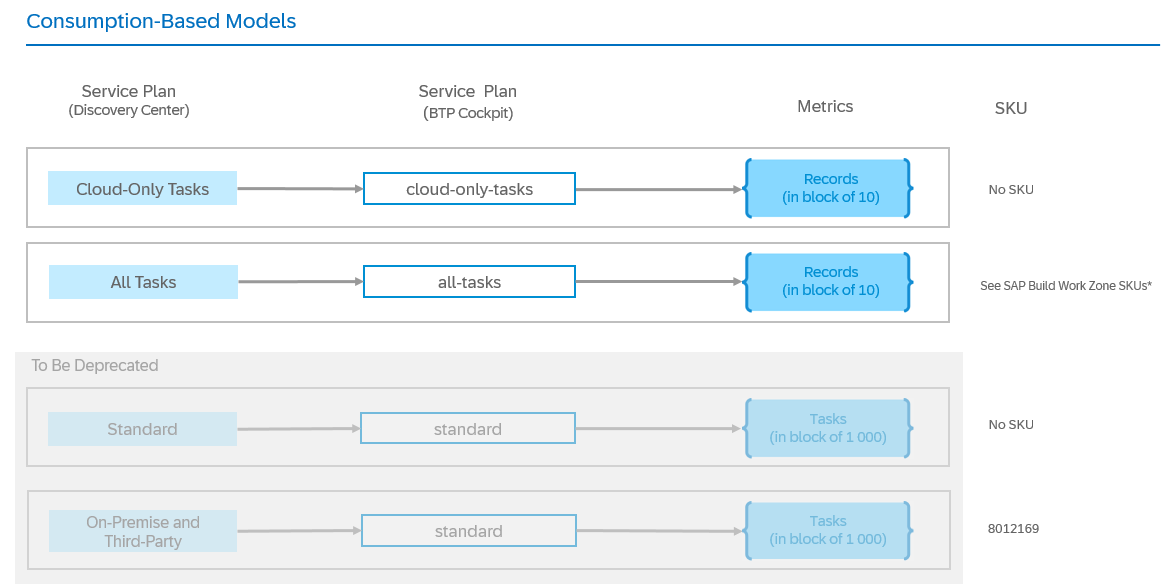 Consumption-Based Models
Service Plan
(Discovery Center)
Service Plan
(BTP Cockpit)
Metrics
SKU
Cloud-Only Tasks
cloud-only-tasks
Records
(in block of 10)
No SKU
All Tasks
all-tasks
Records
(in block of 10)
See SAP Build Work Zone SKUs*
To Be Deprecated
Standard
standard
Tasks
(in block of 1 000)
No SKU
On-Premise and
Third-Party
standard
Tasks
(in block of 1 000)
8012169